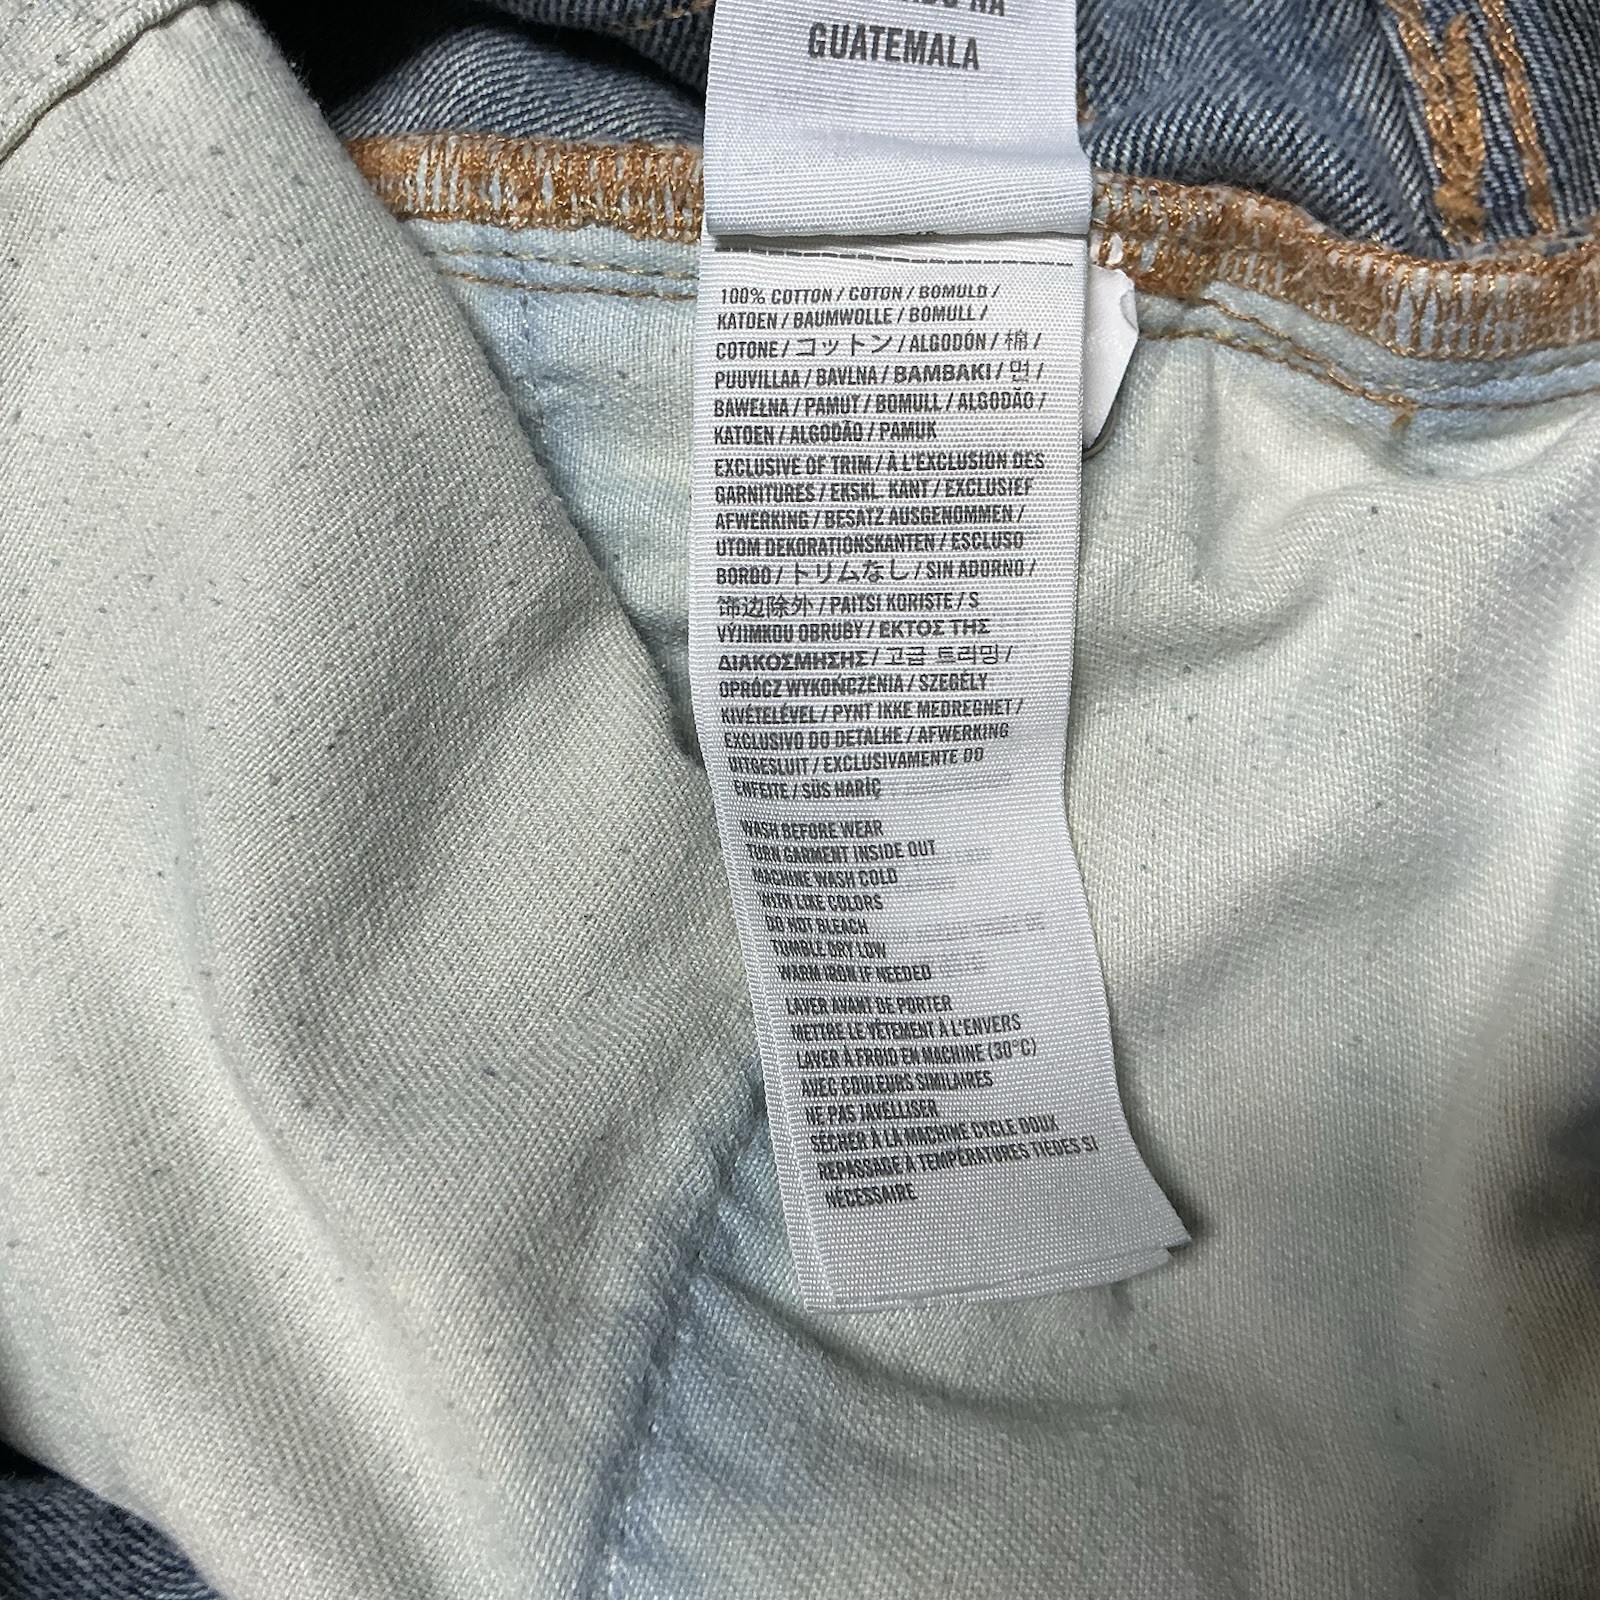 NA
GUATEMALA
100% COTTON / COTON / BOMULD /
KATOEN / BAUMWOLLE / BOMULL /
COTONE / コットン / ALGODÓN / 棉 /
PUUVILLAA / BAVLNA / BAMBAKI / 면 /
BAWEŁNA / PAMUT / BOMULL / ALGODÃO /
KATOEN / ALGODÃO / PAMUK
EXCLUSIVE OF TRIM / À L'EXCLUSION DES
GARNITURES / EKSKL. KANT / EXCLUSIEF
AFWERKING / BESATZ AUSGENOMMEN /
UTOM DEKORATIONSKANTEN / ESCLUSO
BORDO / トリムなし / SIN ADORNO /
饰边除外 / PAITSI KORISTE / S
VÝJIMKOU OBRUBY / ΕΚΤΟΣ ΤΗΣ
ΔΙΑΚΟΣΜΗΣΗΣ / 고급 트리밍 /
OPRÓCZ WYKOŃCZENIA / SZEGÉLY
KIVÉTELÉVEL / PYNT IKKE MEDREGNET /
EXCLUSIVO DO DETALHE / AFWERKING
UITGESLUIT / EXCLUSIVAMENTE DO
ENFEITE / SÜS HARİÇ
WASH BEFORE WEAR
TURN GARMENT INSIDE OUT
MACHINE WASH COLD
WITH LIKE COLORS
DO NOT BLEACH
TUMBLE DRY LOW
WARM IRON IF NEEDED
LAVER AVANT DE PORTER
METTRE LE VÊTEMENT À L'ENVERS
LAVER À FROID EN MACHINE (30°C)
AVEC COULEURS SIMILAIRES
NE PAS JAVELLISER
SÉCHER À LA MACHINE CYCLE DOUX
REPASSAGE À TEMPÉRATURES TIEDES SI
NÉCESSAIRE